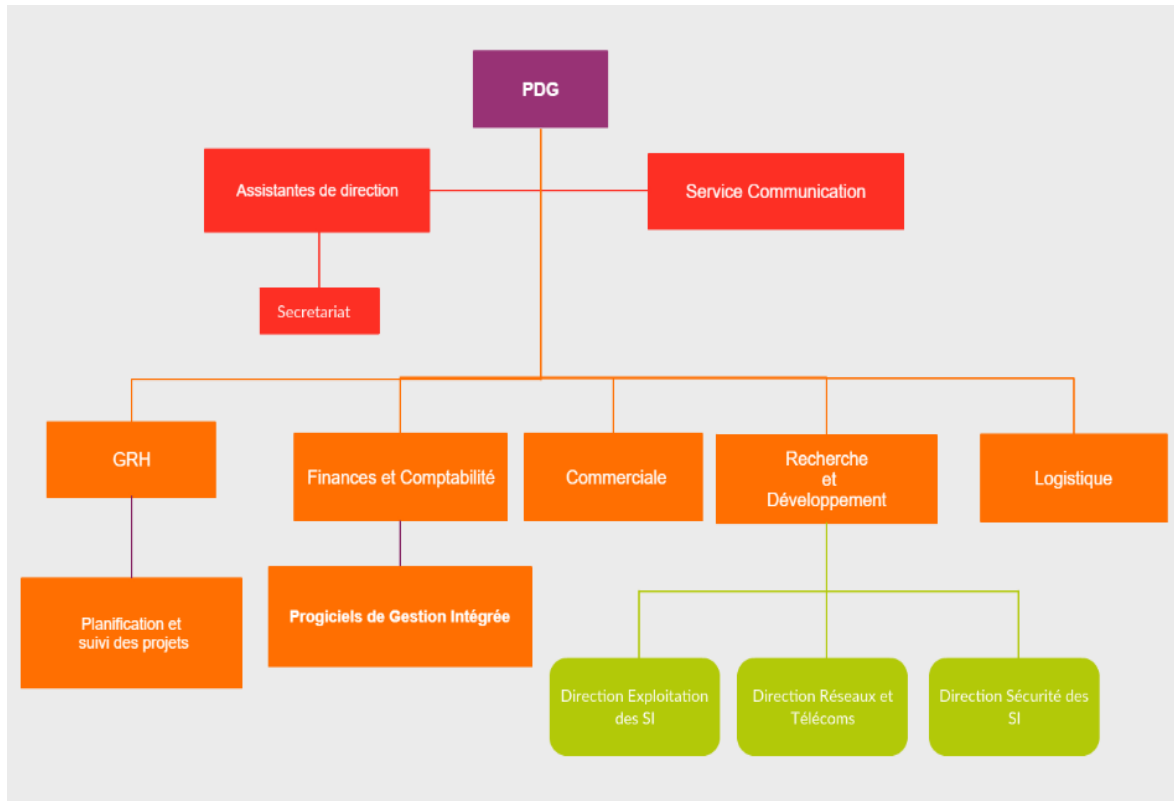 PDG
Assistantes de direction
Service Communication
Secretariat
GRH
Finances et Comptabilité
Commerciale
Recherche
et
Développement
Logistique
Planification et
suivi des projets
Progiciels de Gestion Intégrée
Direction Exploitation
des SI
Direction Réseaux et
Télécoms
Direction Sécurité des
SI